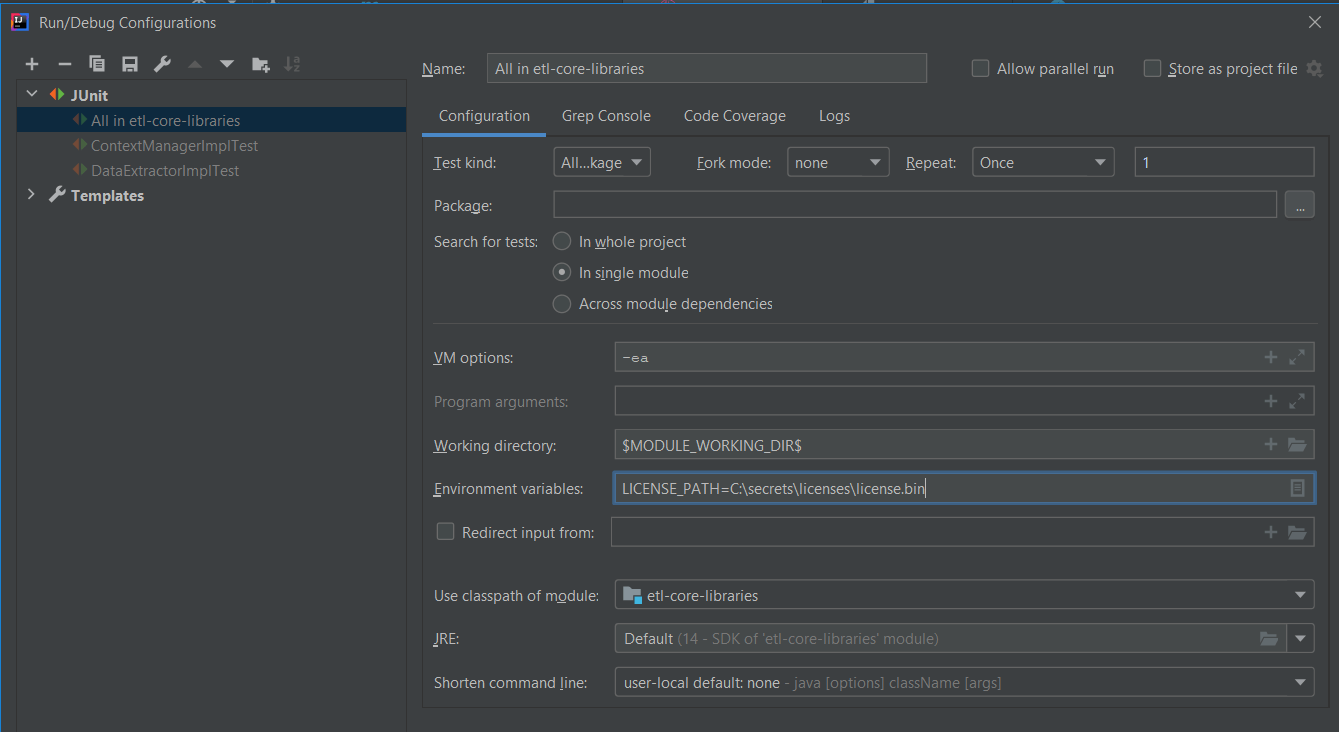 Run/Debug Configurations
Name: All in etl-core-libraries Allow parallel run Store as project file
JUnit
All in etl-core-libraries
ContextManagerImplTest
DataExtractorImplTest
Templates
Configuration Grep Console Code Coverage Logs
Test kind: All...kage Fork mode: none Repeat: Once 1
Package: ...
Search for tests: In whole project
In single module
Across module dependencies
VM options: -ea
Program arguments:
Working directory: $MODULE_WORKING_DIR$
Environment variables: LICENSE_PATH=C:\secrets\licenses\license.bin
Redirect input from:
Use classpath of module: etl-core-libraries
JRE: Default (14 - SDK of 'etl-core-libraries' module)
Shorten command line: user-local default: none - java [options] className [args]